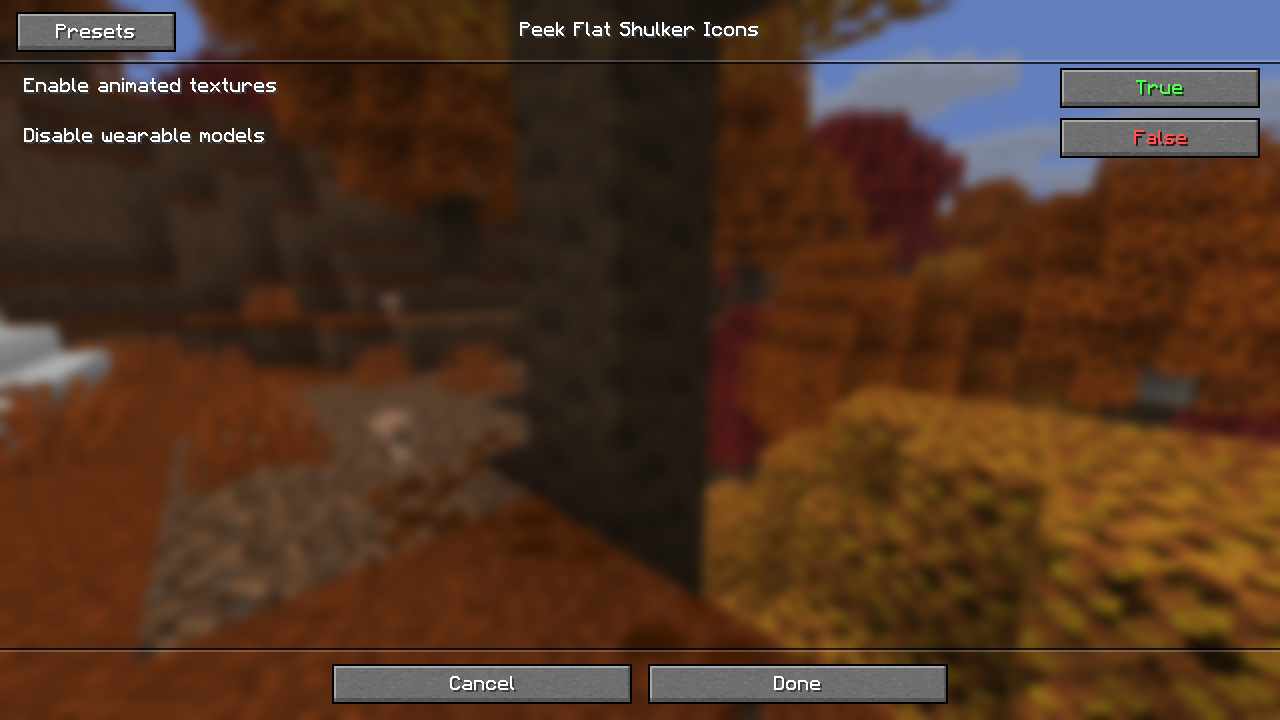 Presets
Peek Flat Shulker Icons
Enable animated textures
True
Disable wearable models
False
Cancel
Done